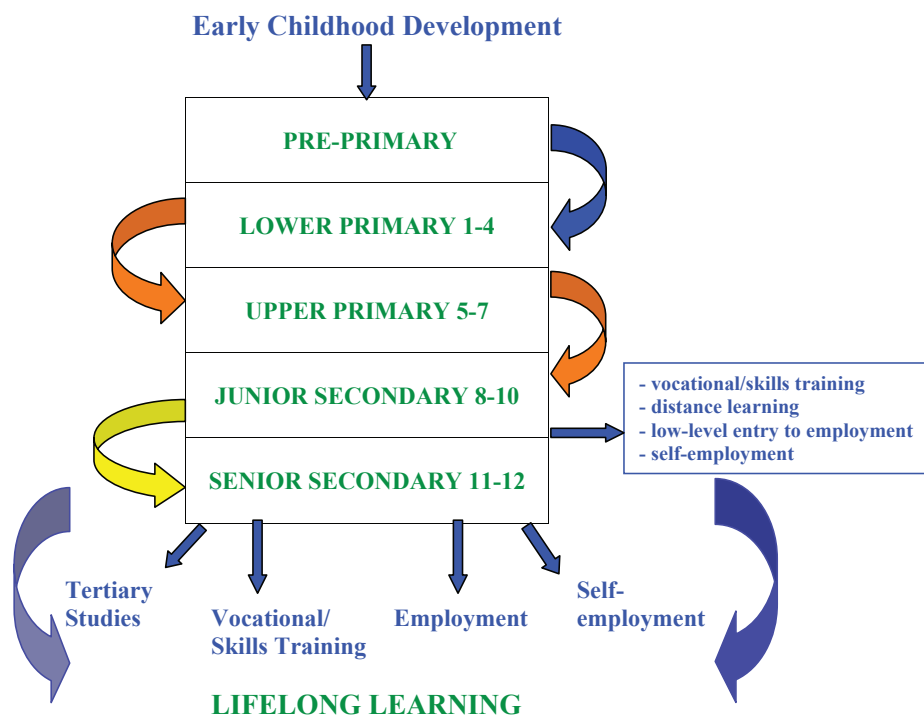 Early Childhood Development
PRE-PRIMARY
LOWER PRIMARY 1-4
UPPER PRIMARY 5-7
JUNIOR SECONDARY 8-10
- vocational/skills training
- distance learning
- low-level entry to employment
- self-employment
SENIOR SECONDARY 11-12
Tertiary
Studies
Vocational/
Skills Training
Employment
Self-
employment
LIFELONG LEARNING